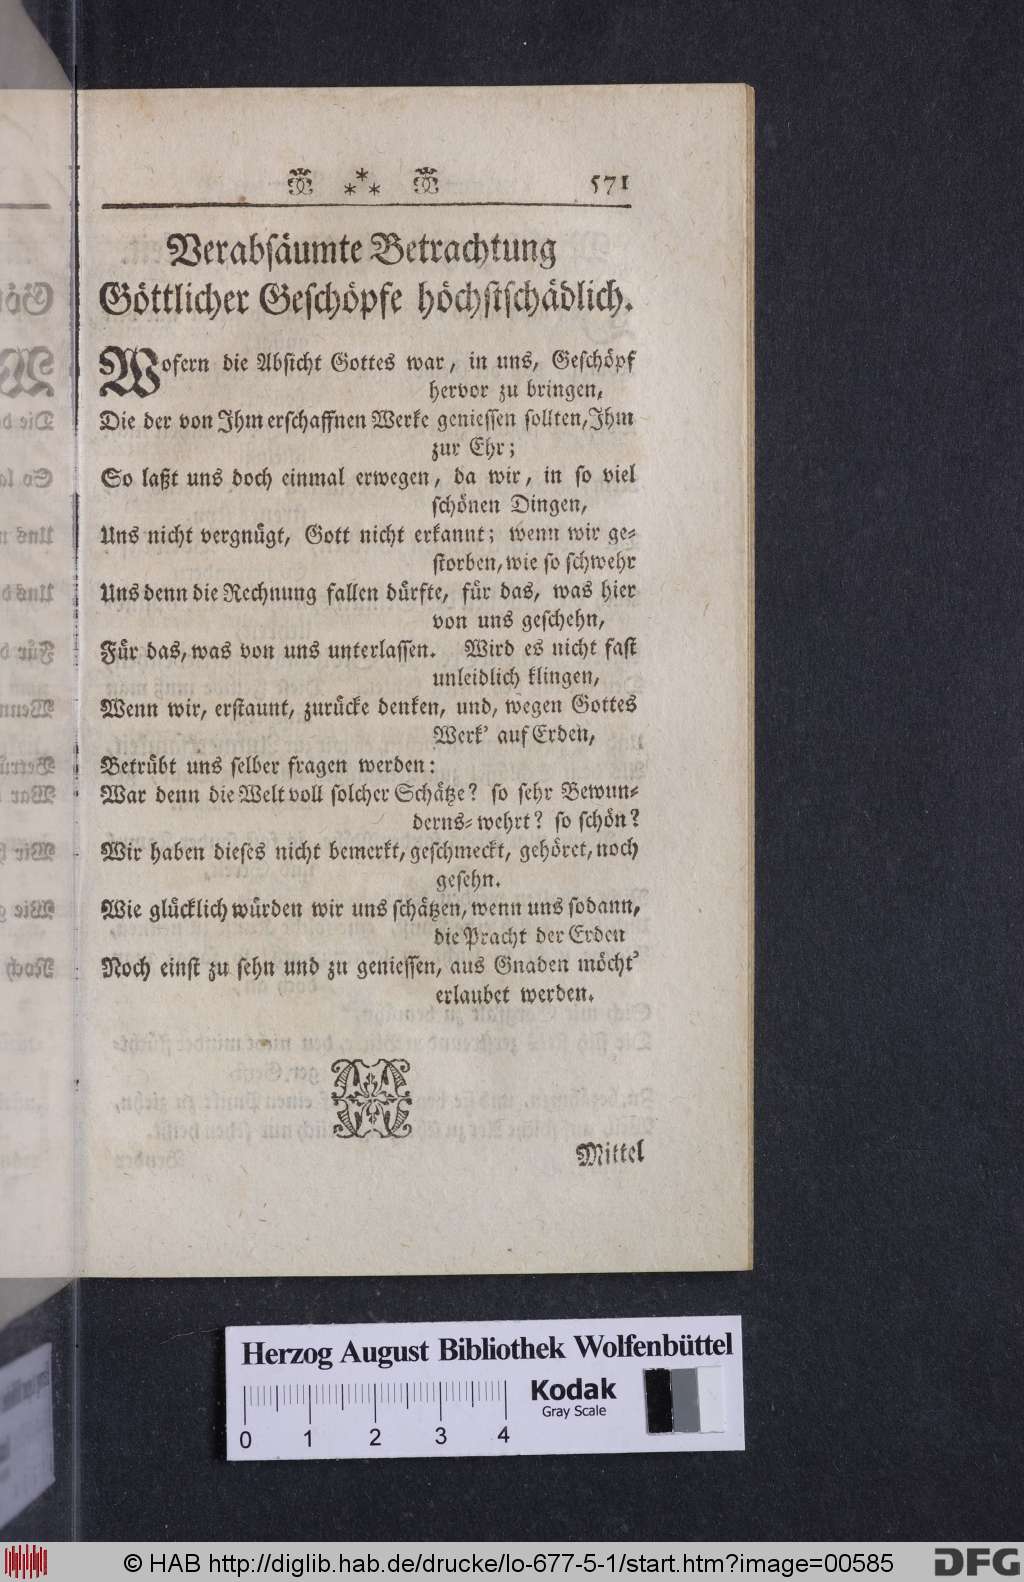 571
Verabsäumte Betrachtung
Göttlicher Geschöpfe höchstschädlich.
Wofern die Absicht Gottes war, in uns, Geschöpf
hervor zu bringen,
Die der von Ihm erschaffnen Werke geniessen sollten, Ihm
zur Ehr;
So laßt uns doch einmal erwegen, da wir, in so viel
schönen Dingen,
Uns nicht vergnügt, Gott nicht erkannt; wenn wir ge-
storben, wie so schwehr
Uns denn die Rechnung fallen dürfte, für das, was hier
von uns geschehn,
Für das, was von uns unterlassen. Wird es nicht fast
unleidlich klingen,
Wenn wir, erstaunt, zurücke denken, und, wegen Gottes
Werk' auf Erden,
Betrübt uns selber fragen werden:
War denn die Welt voll solcher Schätze? so sehr Bewun-
derns-wehrt? so schön?
Wir haben dieses nicht bemerkt, geschmeckt, gehöret, noch
gesehn.
Wie glücklich würden wir uns schätzen, wenn uns sodann,
die Pracht der Erden
Noch einst zu sehn und zu geniessen, aus Gnaden möcht'
erlaubet werden.
Mittel
Herzog August Bibliothek Wolfenbüttel
Kodak
Gray Scale
0 1 2 3 4
© HAB http://diglib.hab.de/drucke/lo-677-5-1/start.htm?image=00585
DFG